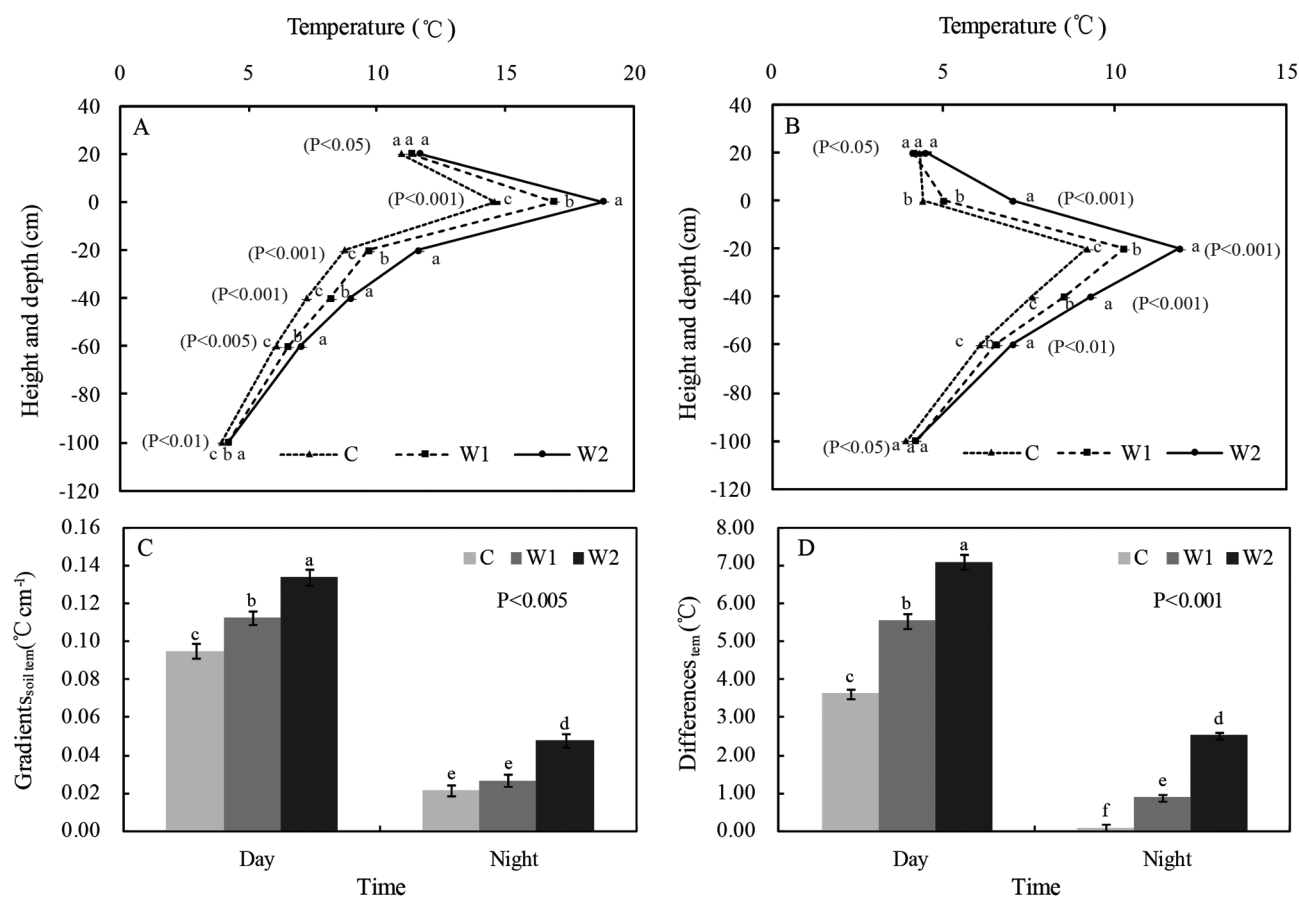 Temperature (℃)
0 5 10 15 20
40
20
0
-20
-40
-60
-80
-100
-120
Height and depth (cm)
A
(P<0.05) a a a
(P<0.001) c b a
(P<0.001) c b a
(P<0.001) c b a
(P<0.005) c b a
(P<0.01) c b a
C W1 W2
Temperature (℃)
0 5 10 15
40
20
0
-20
-40
-60
-80
-100
-120
Height and depth (cm)
B
(P<0.05) a a a
b b a (P<0.001)
c b a (P<0.001)
c b a (P<0.001)
c b a (P<0.01)
(P<0.05) a a a
C W1 W2
0.16
0.14
0.12
0.10
0.08
0.06
0.04
0.02
0.00
Gradients soil tem (℃ cm-1)
C
C W1 W2
P<0.005
c b a
e e d
Day Night
Time
8.00
7.00
6.00
5.00
4.00
3.00
2.00
1.00
0.00
Differences tem (℃)
D
C W1 W2
P<0.001
c b a
f e d
Day Night
Time